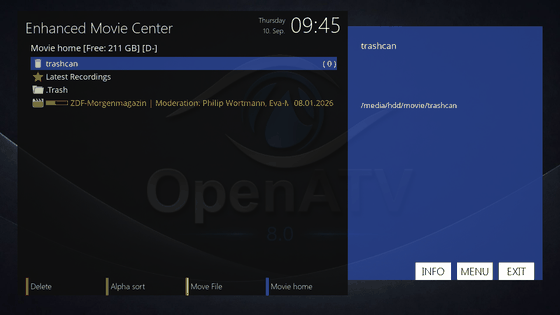 Enhanced Movie Center
Thursday
10. Sep.
09:45
Movie home [Free: 211 GB] [D-]
trashcan (0)
Latest Recordings
.Trash
ZDF-Morgenmagazin | Moderation: Philip Wortmann, Eva-M 08.01.2026
OpenATV
8.0
Delete
Alpha sort
Move File
Movie home
trashcan
/media/hdd/movie/trashcan
INFO
MENU
EXIT